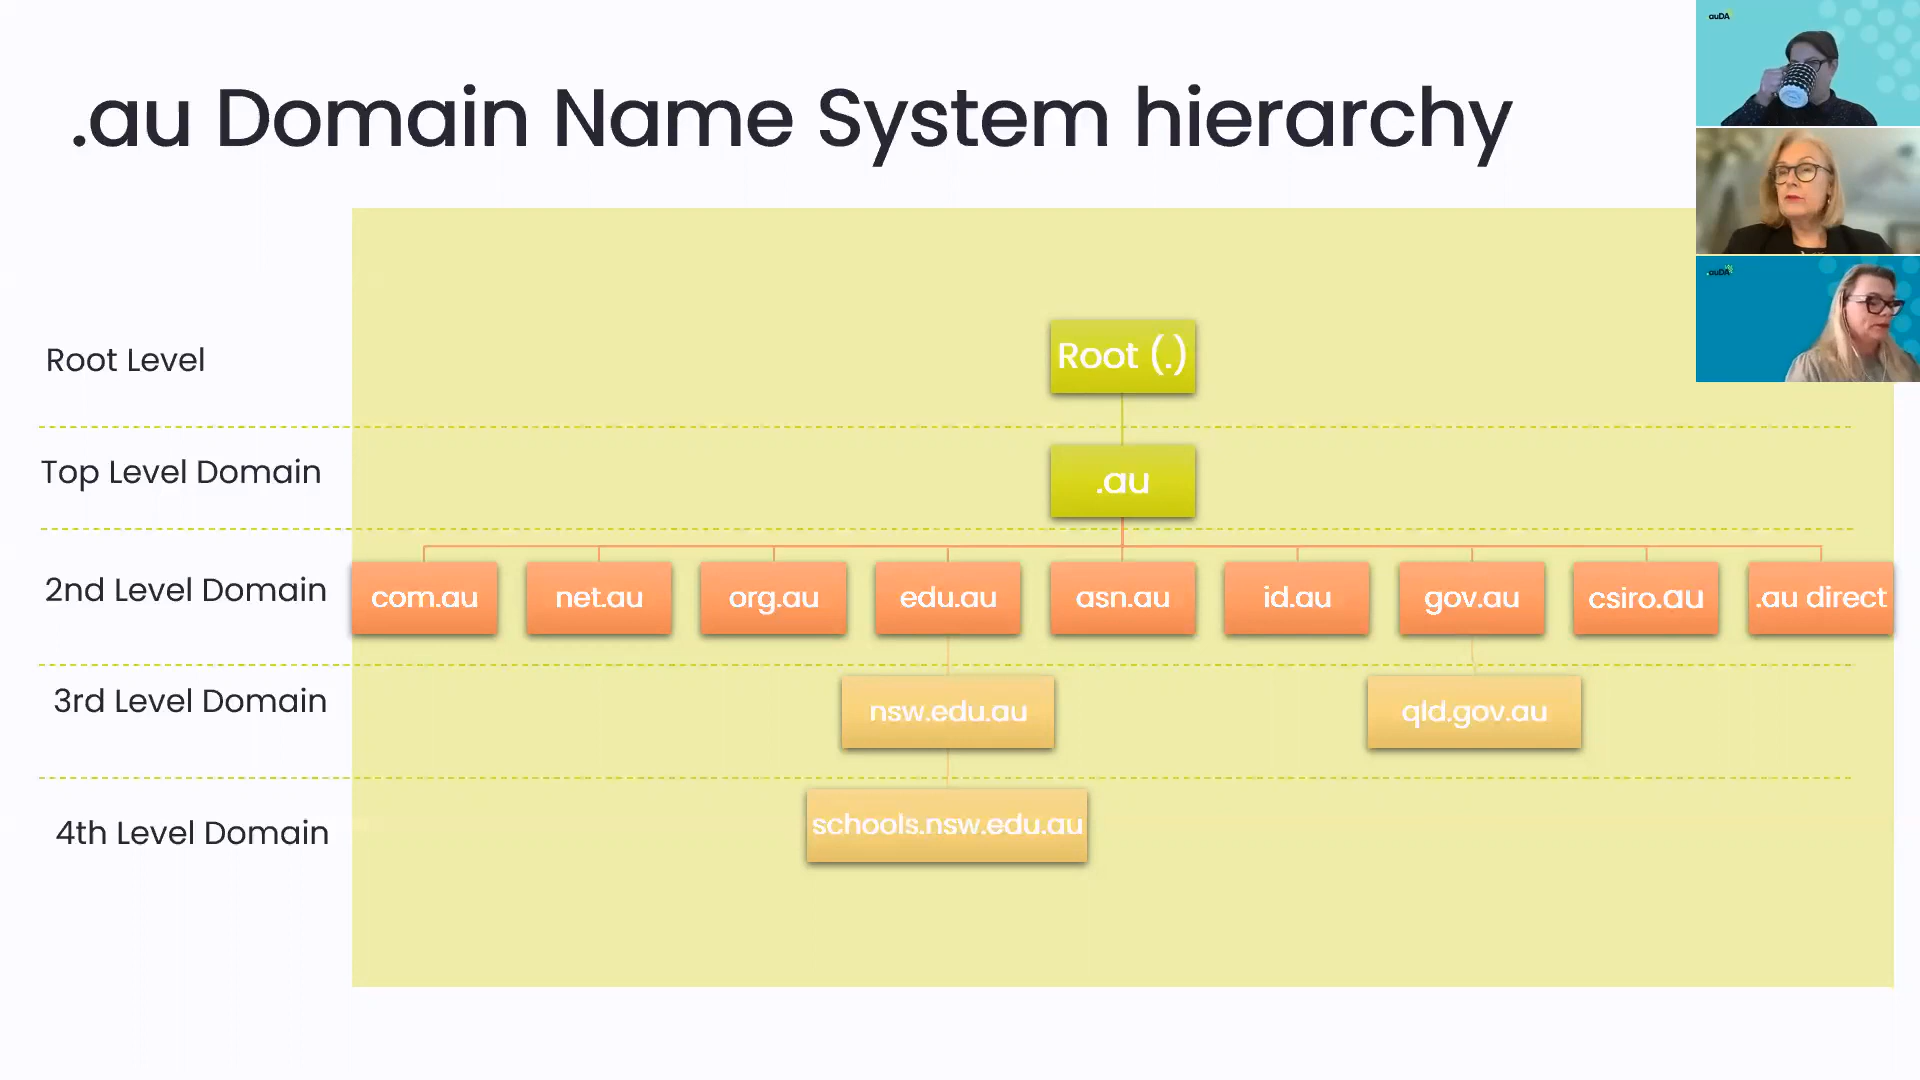 .au Domain Name System hierarchy
auDA
auDA
Root Level
Root (.)
Top Level Domain
.au
2nd Level Domain
com.au
net.au
org.au
edu.au
asn.au
id.au
gov.au
csiro.au
.au direct
3rd Level Domain
nsw.edu.au
qld.gov.au
4th Level Domain
schools.nsw.edu.au